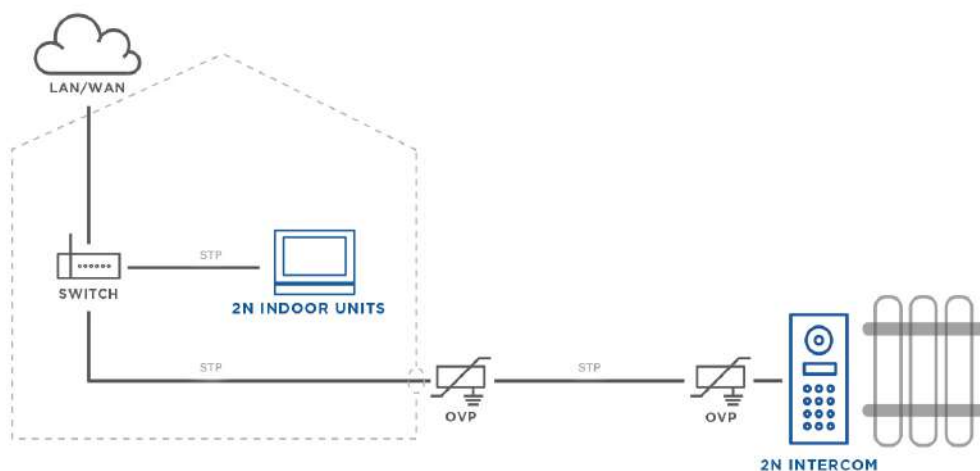 LAN/WAN
STP
SWITCH
2N INDOOR UNITS
STP
STP
OVP
OVP
2N INTERCOM